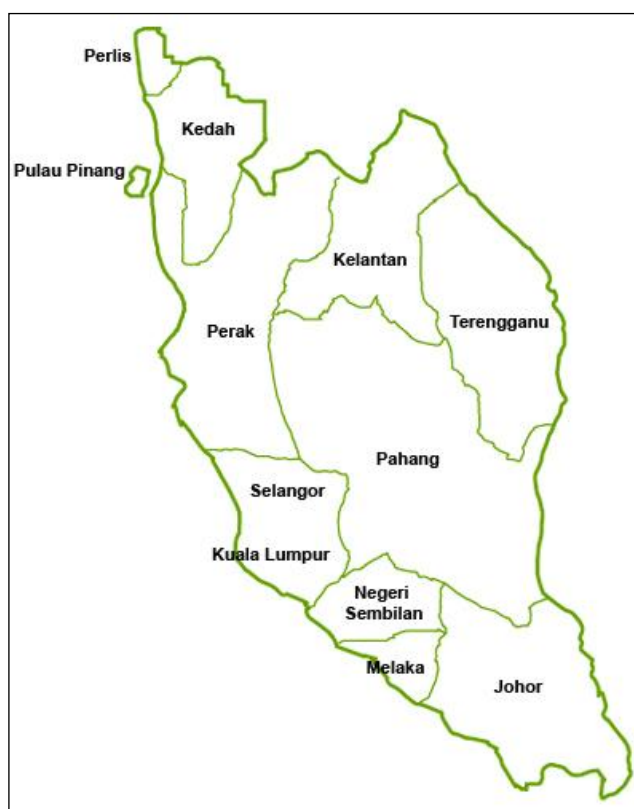 Perlis
Kedah
Pulau Pinang
Kelantan
Terengganu
Perak
Pahang
Selangor
Kuala Lumpur
Negeri
Sembilan
Melaka
Johor